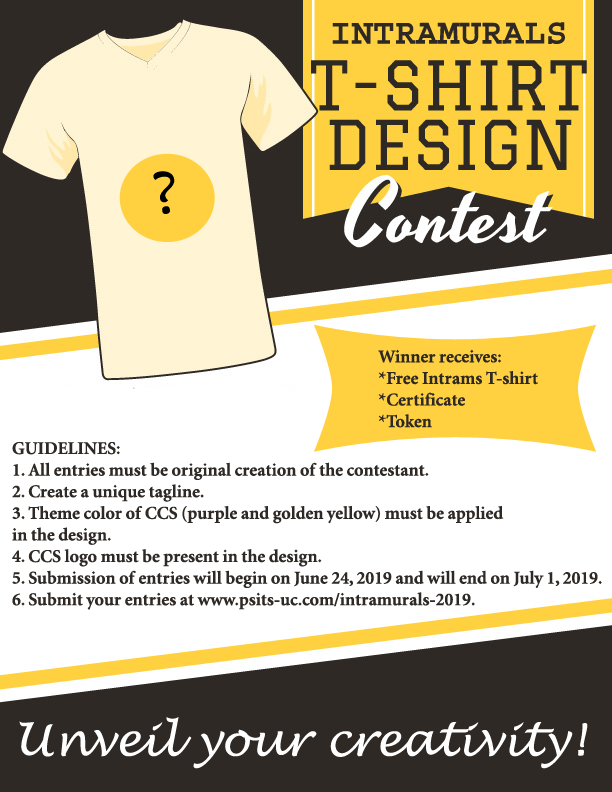 INTRAMURALS
T-SHIRT
DESIGN
Contest
?
Winner receives:
*Free Intrams T-shirt
*Certificate
*Token
GUIDELINES:
1. All entries must be original creation of the contestant.
2. Create a unique tagline.
3. Theme color of CCS (purple and golden yellow) must be applied
in the design.
4. CCS logo must be present in the design.
5. Submission of entries will begin on June 24, 2019 and will end on July 1, 2019.
6. Submit your entries at www.psits-uc.com/intramurals-2019.
Unveil your creativity!